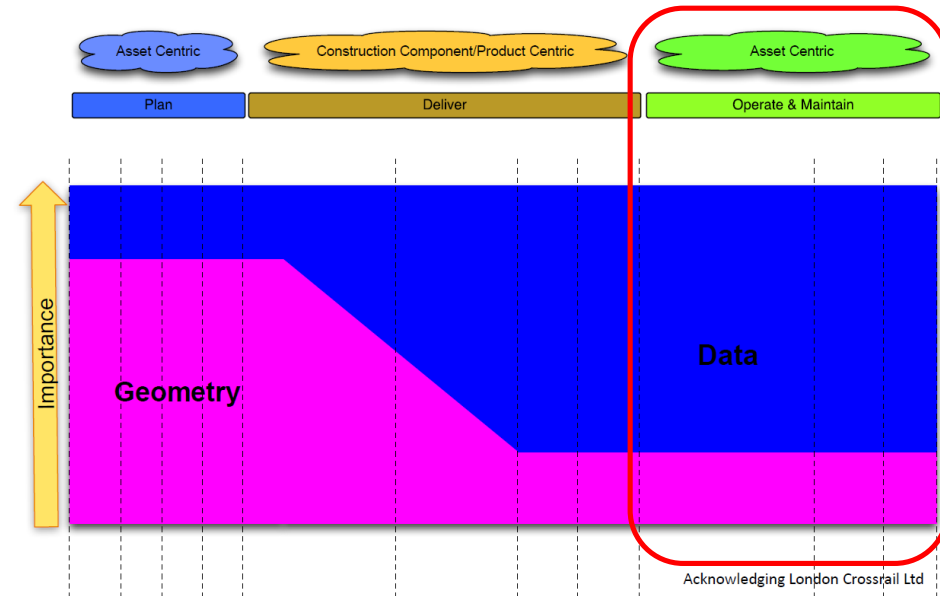 Asset Centric
Construction Component/Product Centric
Asset Centric
Plan
Deliver
Operate & Maintain
Importance
Geometry
Data
Acknowledging London Crossrail Ltd